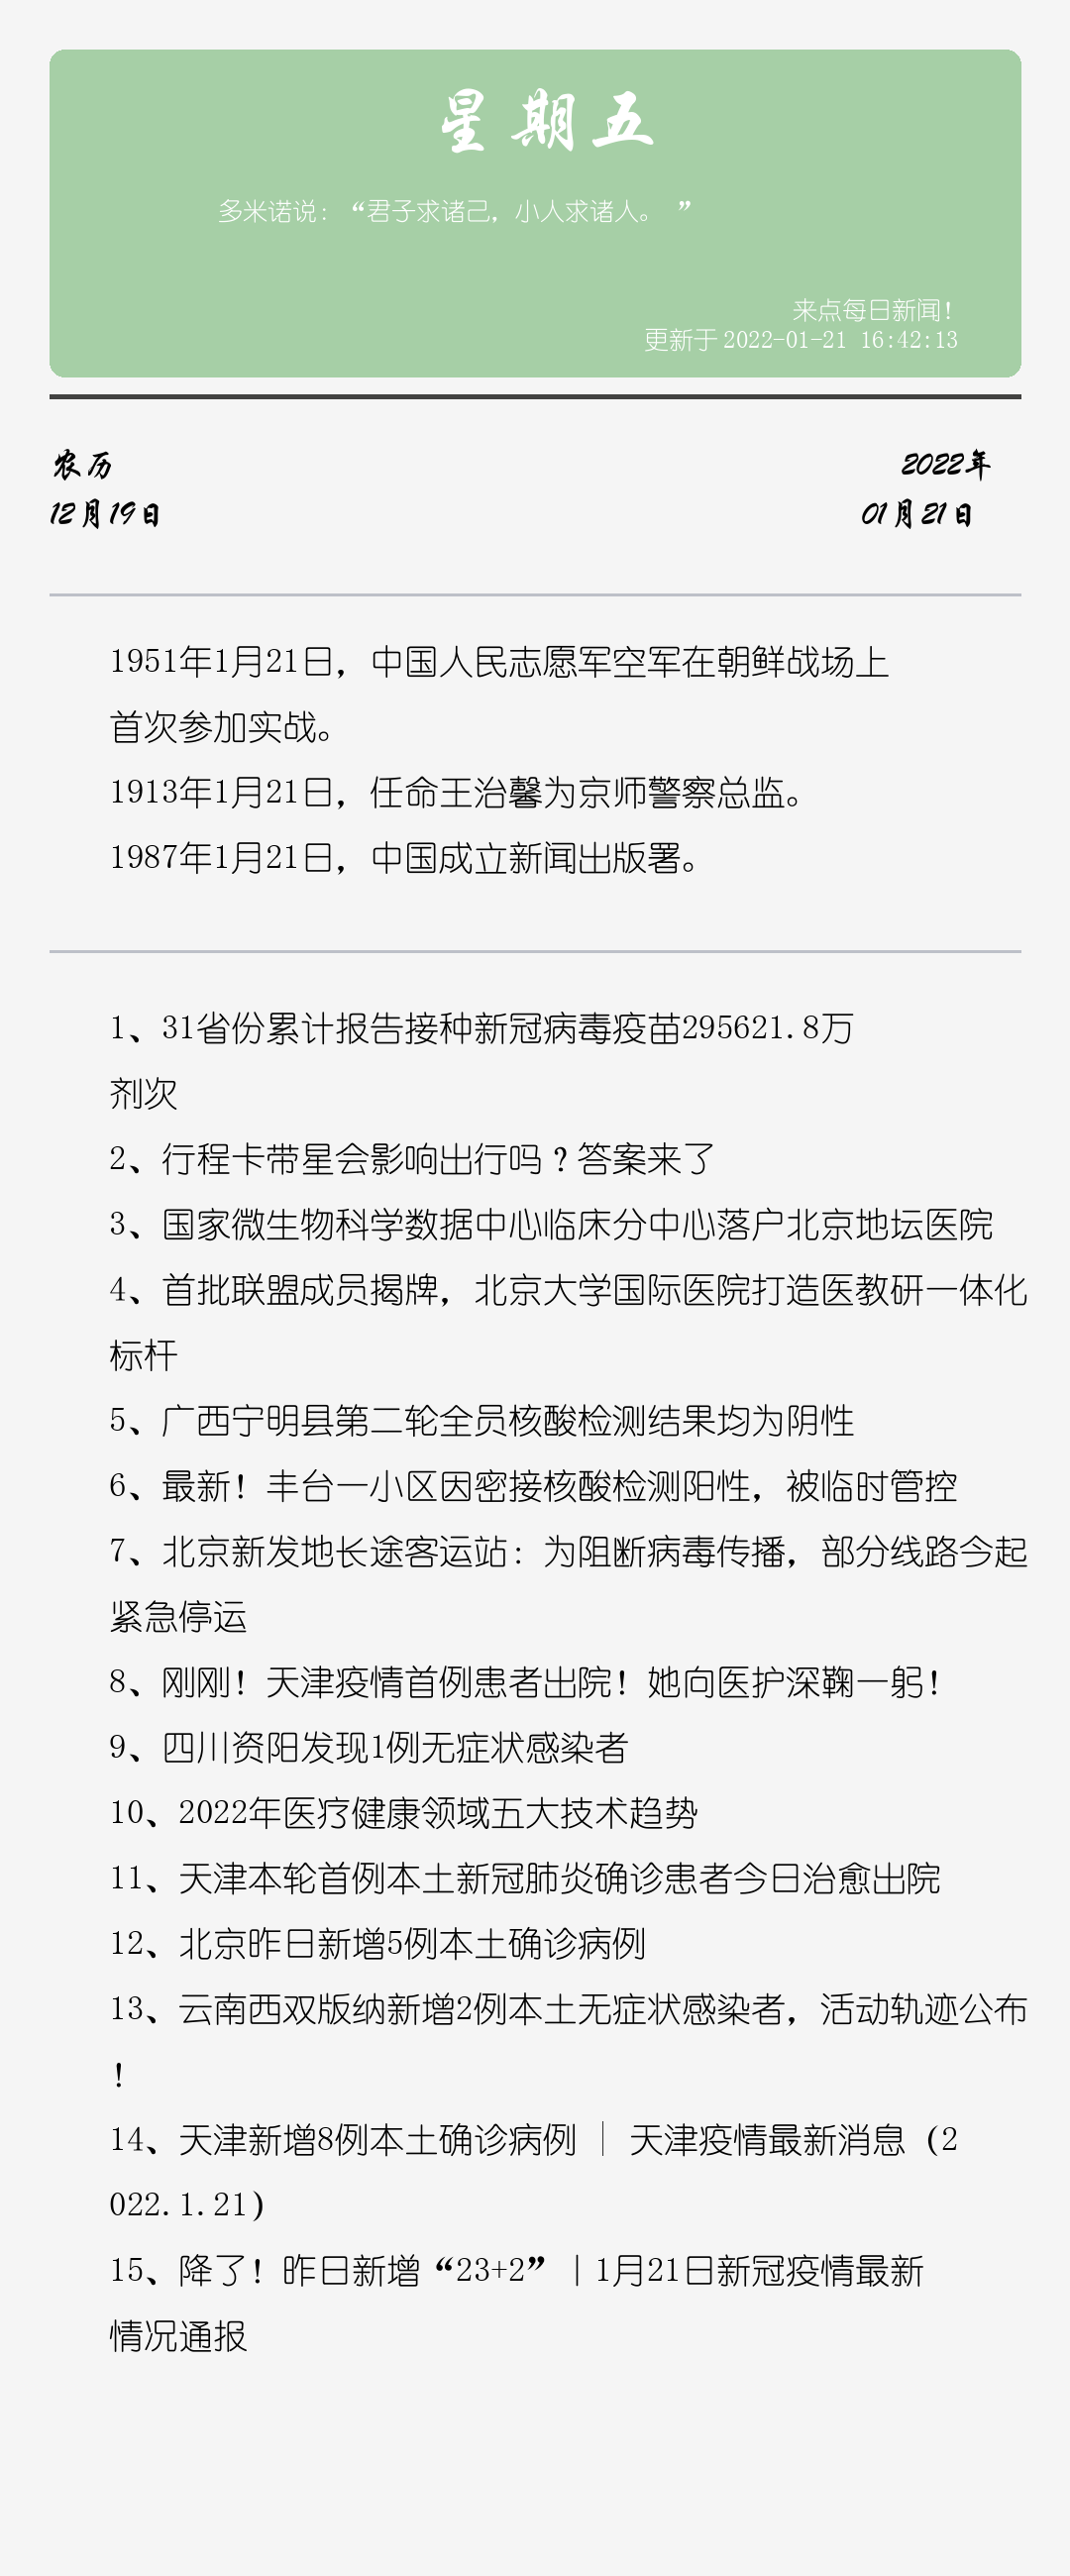 星期五
多米诺说：“君子求诸己，小人求诸人。”
来点每日新闻！
更新于 2022-01-21 16:42:13
农历
2022年
12月19日
01月21日
1951年1月21日，中国人民志愿军空军在朝鲜战场上
首次参加实战。
1913年1月21日，任命王治馨为京师警察总监。
1987年1月21日，中国成立新闻出版署。
1、31省份累计报告接种新冠病毒疫苗295621.8万
剂次
2、行程卡带星会影响出行吗？答案来了
3、国家微生物科学数据中心临床分中心落户北京地坛医院
4、首批联盟成员揭牌，北京大学国际医院打造医教研一体化
标杆
5、广西宁明县第二轮全员核酸检测结果均为阴性
6、最新！丰台一小区因密接核酸检测阳性，被临时管控
7、北京新发地长途客运站：为阻断病毒传播，部分线路今起
紧急停运
8、刚刚！天津疫情首例患者出院！她向医护深鞠一躬！
9、四川资阳发现1例无症状感染者
10、2022年医疗健康领域五大技术趋势
11、天津本轮首例本土新冠肺炎确诊患者今日治愈出院
12、北京昨日新增5例本土确诊病例
13、云南西双版纳新增2例本土无症状感染者，活动轨迹公布
！
14、天津新增8例本土确诊病例 │ 天津疫情最新消息（2
022.1.21）
15、降了！昨日新增“23+2”｜1月21日新冠疫情最新
情况通报